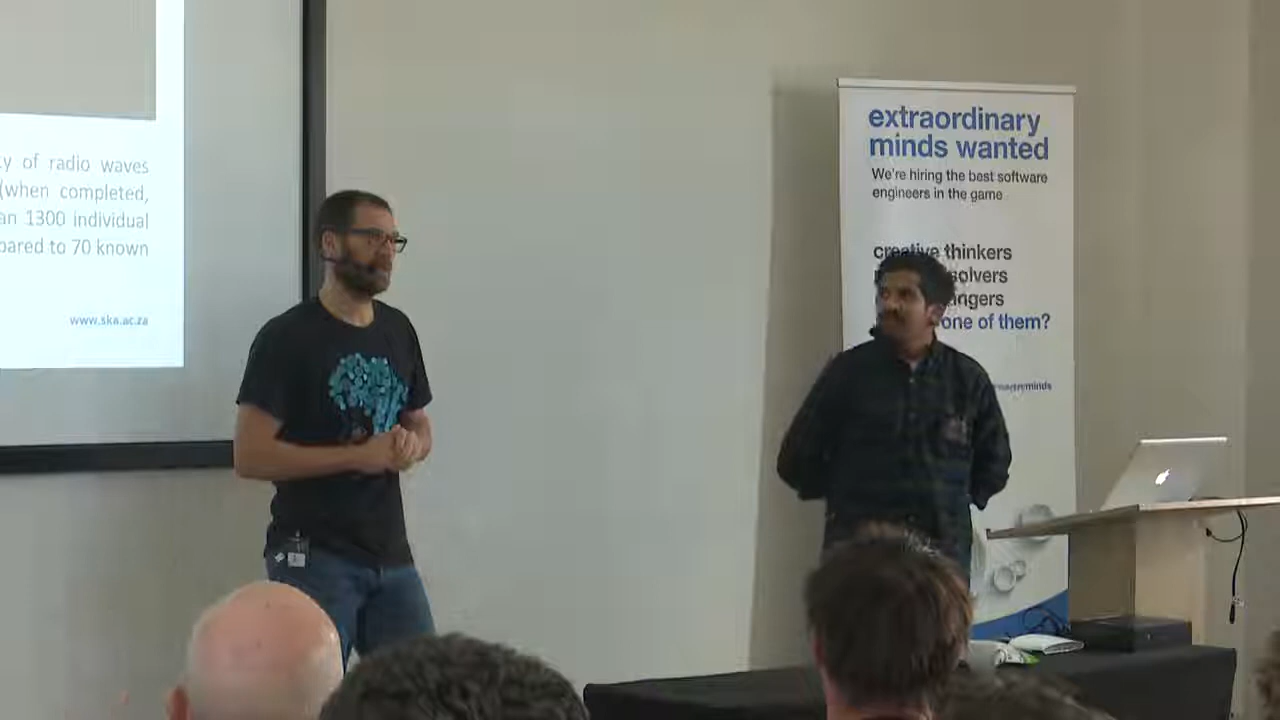 y of radio waves
(when completed,
an 1300 individual
pared to 70 known
www.ska.ac.za
extraordinary
minds wanted
We're hiring the best software
engineers in the game
creative thinkers
solvers
one of them?